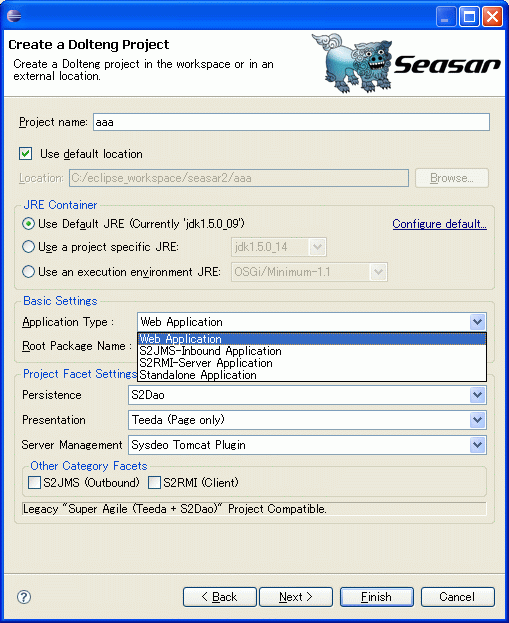 Create a Dolteng Project
Create a Dolteng project in the workspace or in an
external location.
Seasar
Project name: aaa
Use default location
Location: C:/eclipse_workspace/seasar2/aaa Browse...
JRE Container
Use Default JRE (Currently 'jdk1.5.0_09') Configure default...
Use a project specific JRE: jdk1.5.0_14
Use an execution environment JRE: OSGi/Minimum-1.1
Basic Settings
Application Type : Web Application
Web Application
S2JMS-Inbound Application
Root Package Name :
S2RMI-Server Application
Standalone Application
Project Facet Settings
Persistence S2Dao
Presentation Teeda (Page only)
Server Management Sysdeo Tomcat Plugin
Other Category Facets
S2JMS (Outbound) S2RMI (Client)
Legacy "Super Agile (Teeda + S2Dao)" Project Compatible.
? < Back Next > Finish Cancel